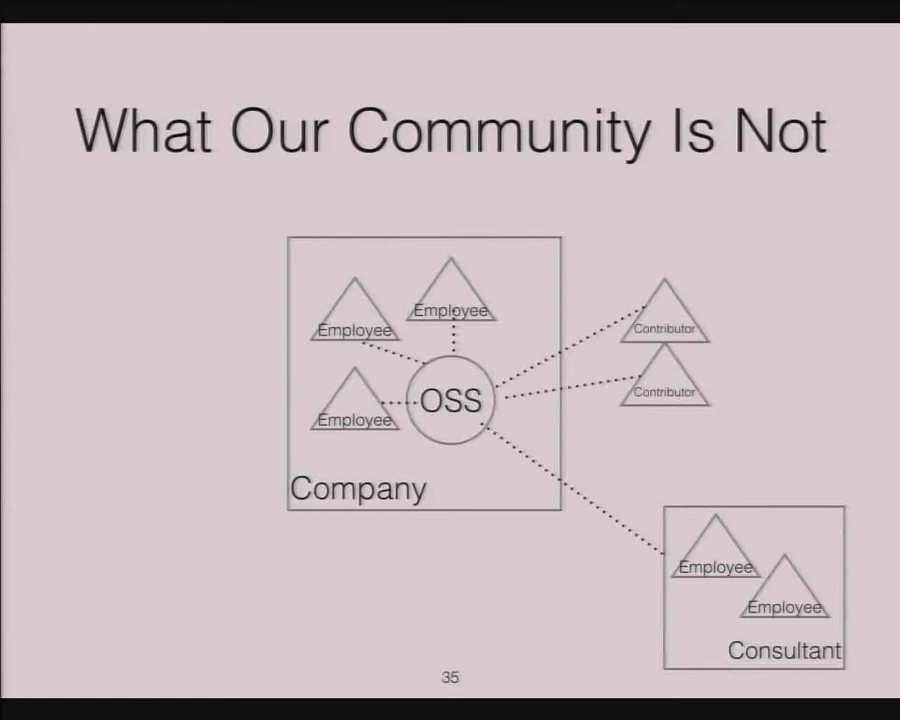 What Our Community Is Not
Employee
Employee
Employee
OSS
Company
Contributor
Contributor
Employee
Employee
Consultant
35